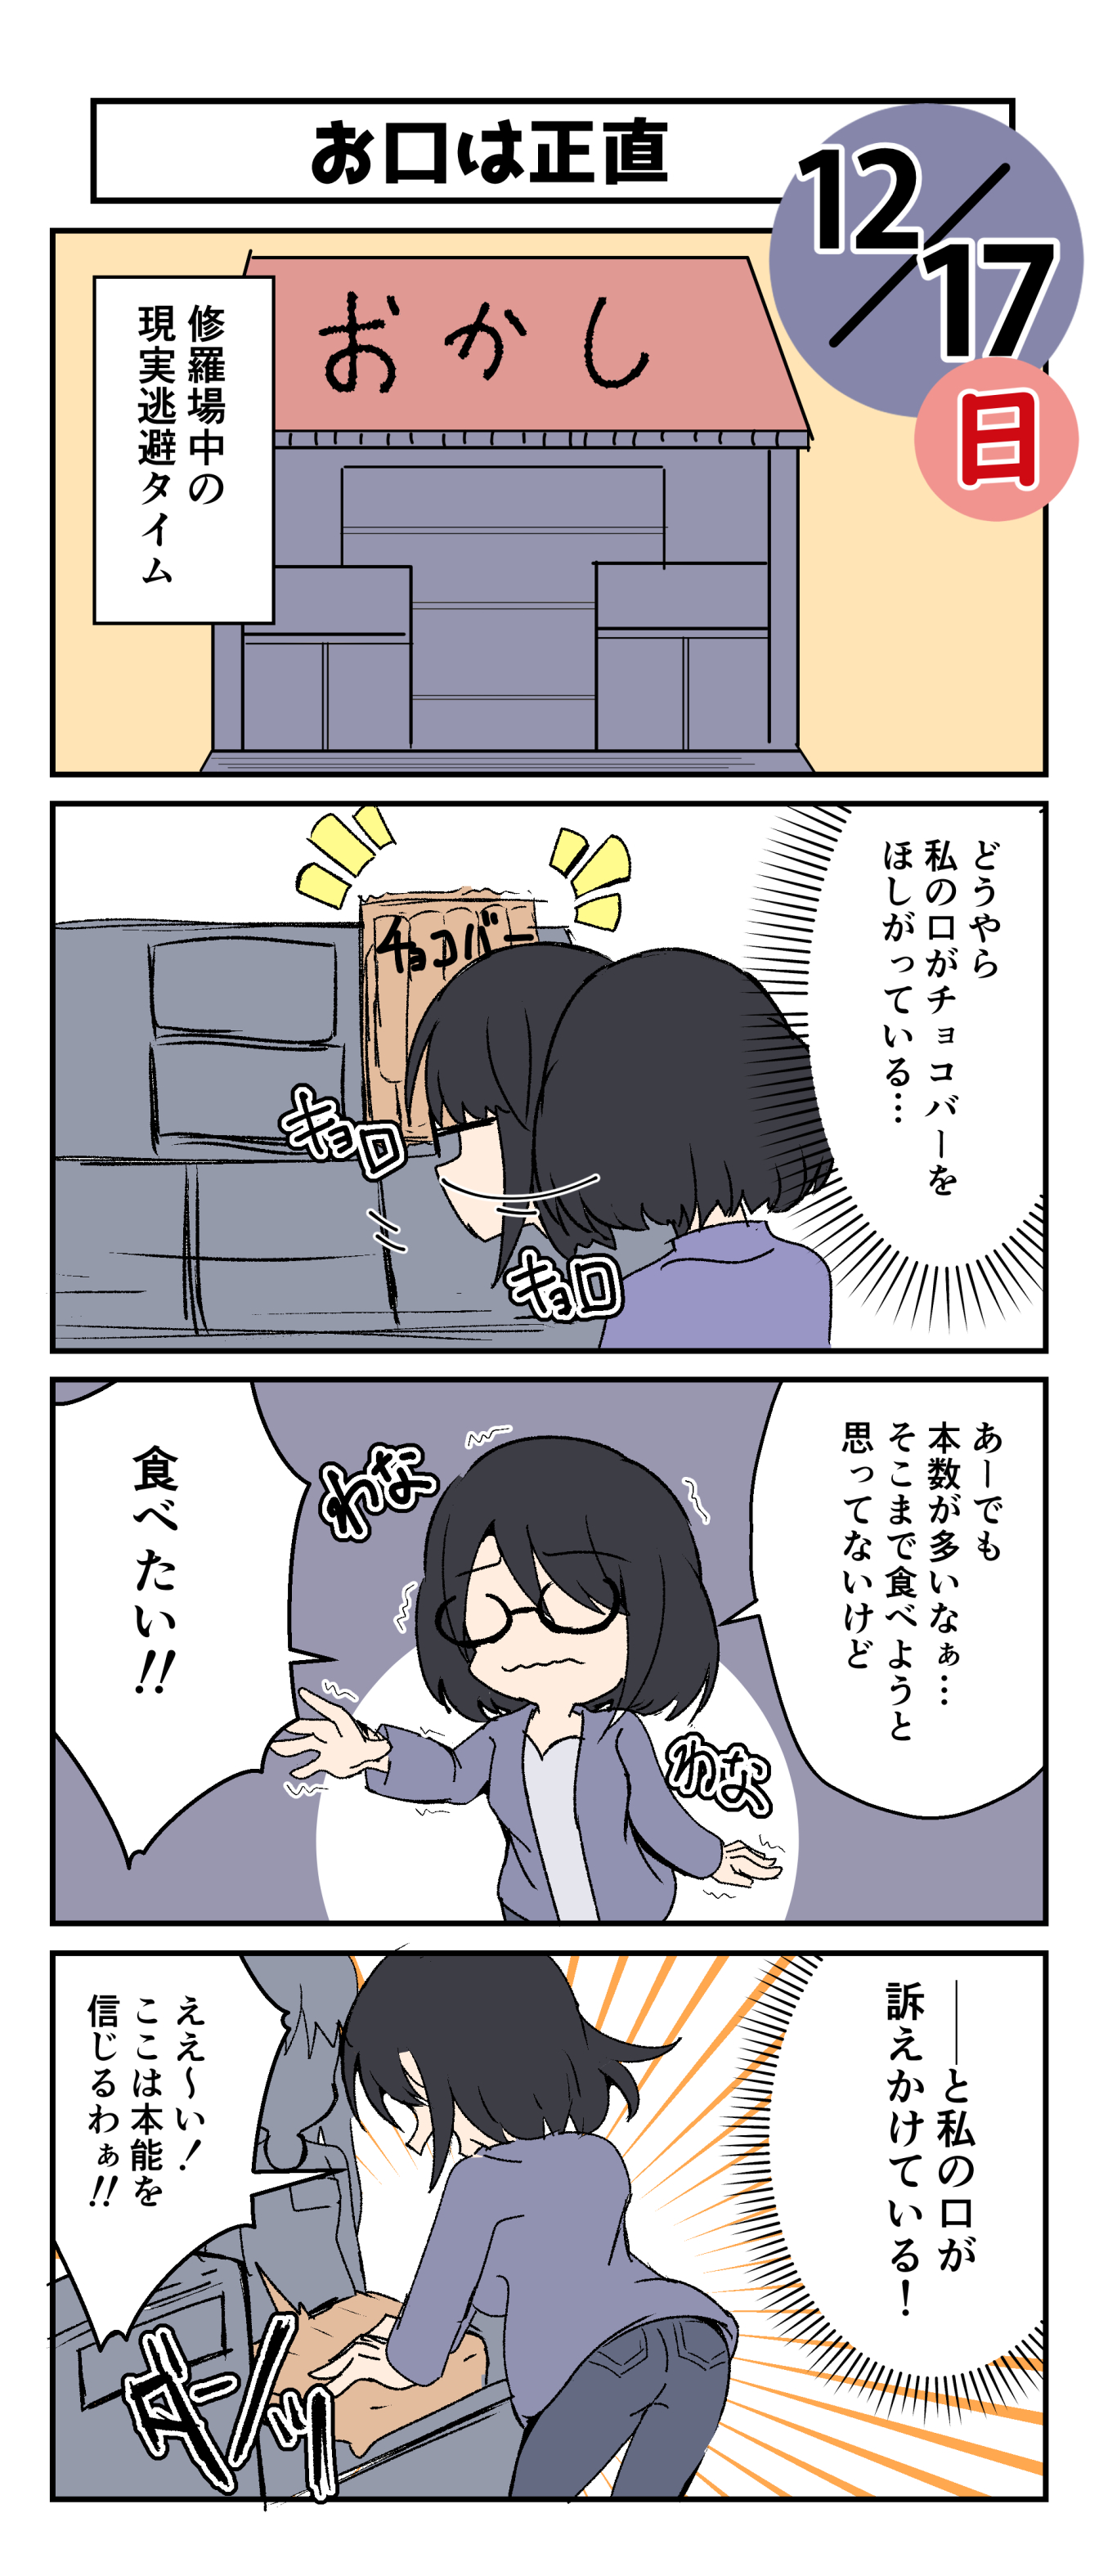 お口は正直
12/17
日
おかし
修羅場中の
現実逃避タイム
どうやら
私の口がチョコバーを
ほしがっている…
チョコバー
キョロ
キョロ
あーでも
本数が多いなぁ…
そこまで食べようと
思ってないけど
わな
わな
食べたい!!
――と私の口が
訴えかけている！
ええ～い！
ここは本能を
信じるわぁ!!
ダーンッ